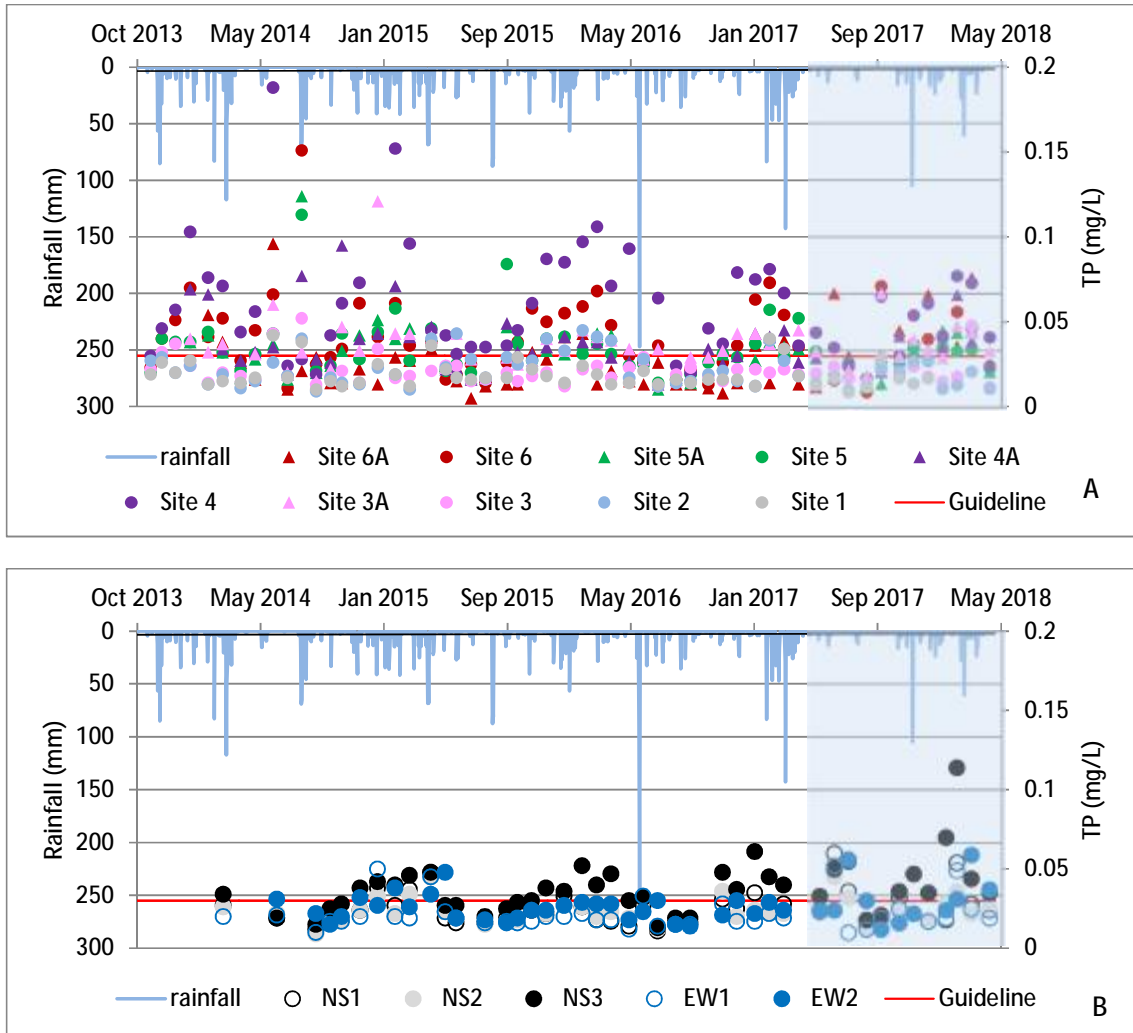 Oct 2013 May 2014 Jan 2015 Sep 2015 May 2016 Jan 2017 Sep 2017 May 2018
0 0.2
50
0.15
100
150 0.1
200
0.05
250
300 0
Rainfall (mm)
TP (mg/L)
rainfall Site 6A Site 6 Site 5A Site 5 Site 4A
Site 4 Site 3A Site 3 Site 2 Site 1 Guideline
A
Oct 2013 May 2014 Jan 2015 Sep 2015 May 2016 Jan 2017 Sep 2017 May 2018
0 0.2
50
0.15
100
150 0.1
200
0.05
250
300 0
Rainfall (mm)
TP (mg/L)
rainfall NS1 NS2 NS3 EW1 EW2 Guideline
B